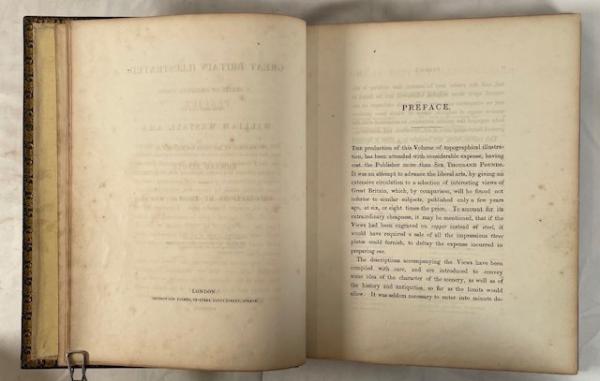 LONDON:
PREFACE.
THE production of this Volume of topographical illustra-
tion, has been attended with considerable expense, having
cost the Publisher more than SIX THOUSAND POUNDS.
It was an attempt to advance the liberal arts, by giving an
extensive circulation to a selection of interesting views of
Great Britain, which, by comparison, will be found not
inferior to similar subjects, published only a few years
ago, at six, or eight times the price. To account for its
extraordinary cheapness, it may be mentioned, that if the
Views had been engraved on copper instead of steel, it
would have required a sale of all the impressions three
plates could furnish, to defray the expense incurred in
preparing one.
The descriptions accompanying the Views have been
compiled with care, and are introduced to convey
some idea of the character of the scenery, as well as of
the history and antiquities, so far as the limits would
allow. It was seldom necessary to enter into minute de-